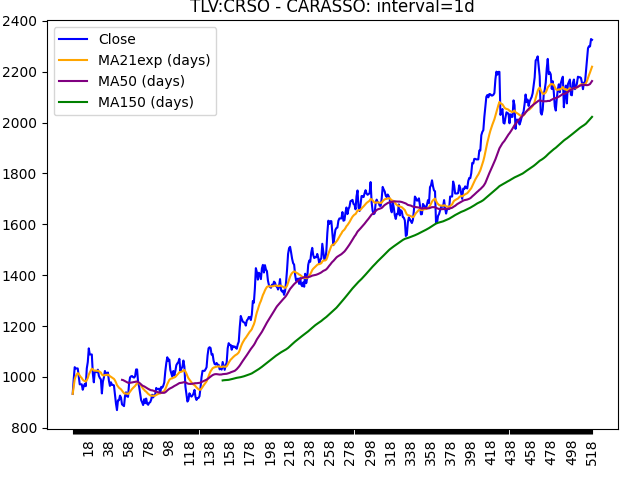 TLV:CRSO - CARASSO: interval=1d
Close
MA21exp (days)
MA50 (days)
MA150 (days)
2400
2200
2000
1800
1600
1400
1200
1000
800
18 38 58 78 98 118 138 158 178 198 218 238 258 278 298 318 338 358 378 398 418 438 458 478 498 518